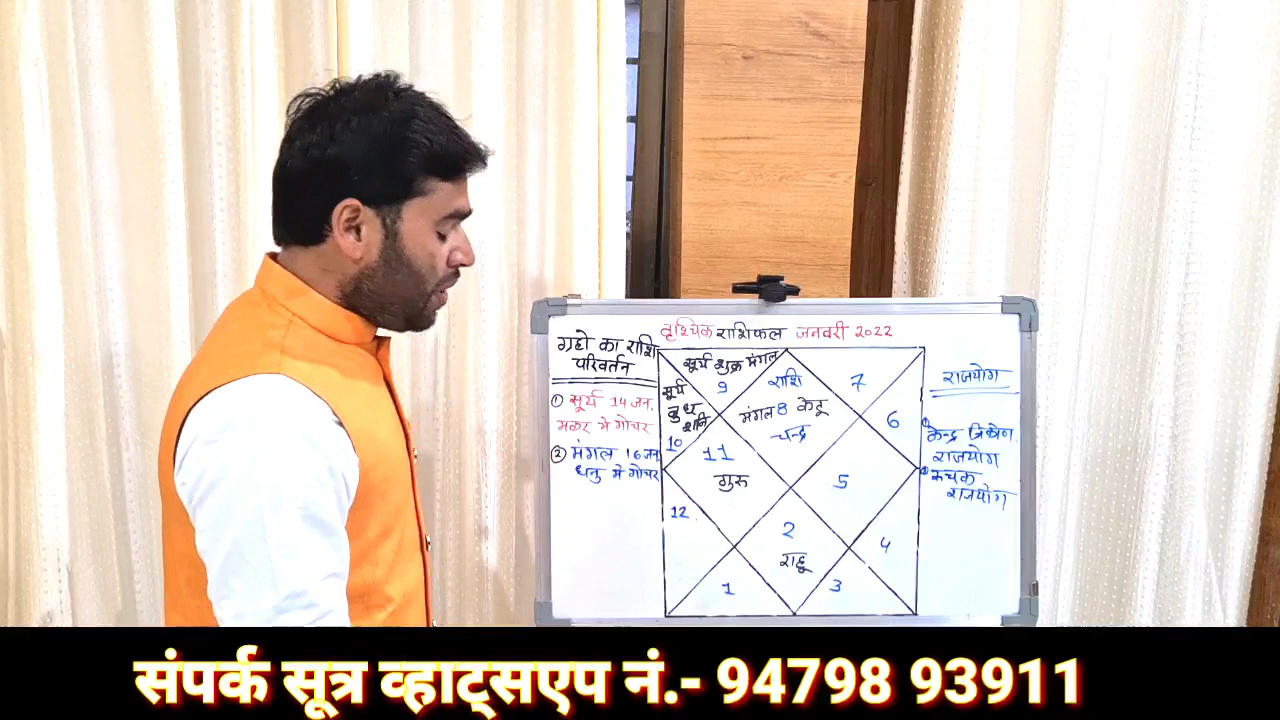 वृश्चिक राशिफल जनवरी 2022
ग्रहो का राशि
परिवर्तन
① सूर्य 14 जन.
मकर मे गोचर
② मंगल 16 जन
धनु मे गोचर
सूर्य शुक्र मंगल
9
राशि
मंगल 8 केतू
चन्द्र
7
6
सूर्य
बुध
शनि
10
11
गुरु
5
12
2
राहू
4
1
3
राजयोग
① केन्द्र त्रिकोण
राजयोग
② रूचक
राजयोग
संपर्क सूत्र व्हाट्सएप नं.- 94798 93911